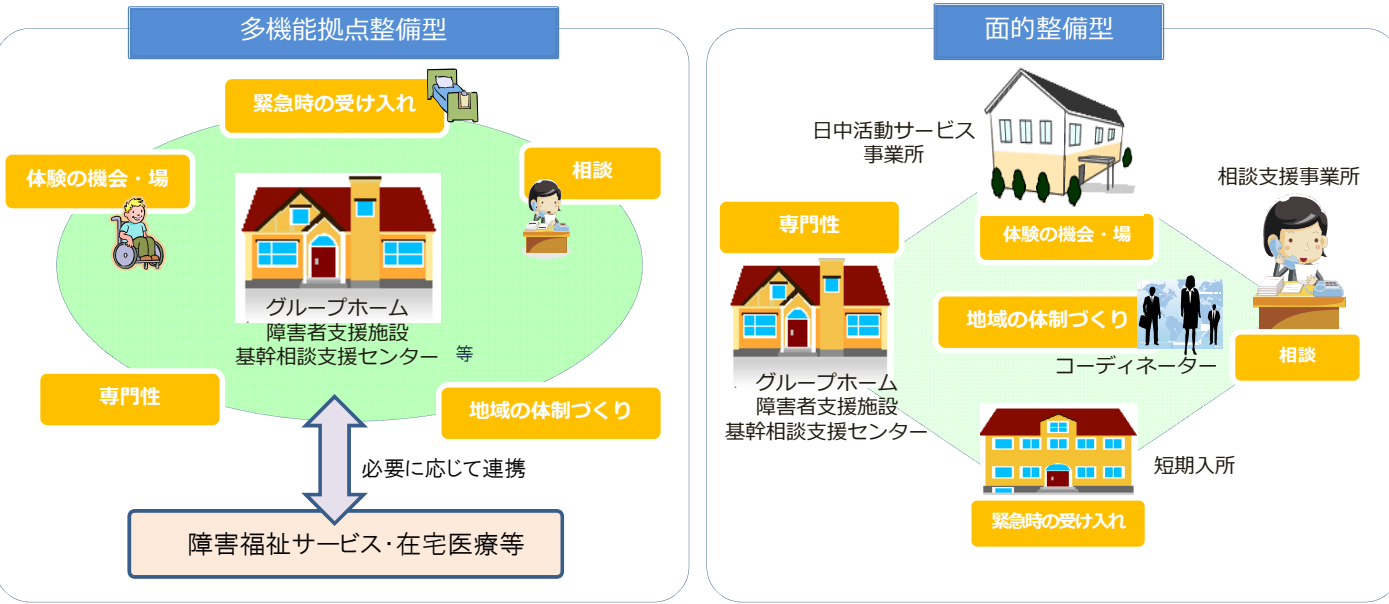 多機能拠点整備型
緊急時の受け入れ
体験の機会・場
相談
グループホーム
障害者支援施設
基幹相談支援センター 等
専門性
地域の体制づくり
必要に応じて連携
障害福祉サービス・在宅医療等
面的整備型
日中活動サービス
事業所
相談支援事業所
専門性
体験の機会・場
地域の体制づくり
コーディネーター
相談
グループホーム
障害者支援施設
基幹相談支援センター
短期入所
緊急時の受け入れ